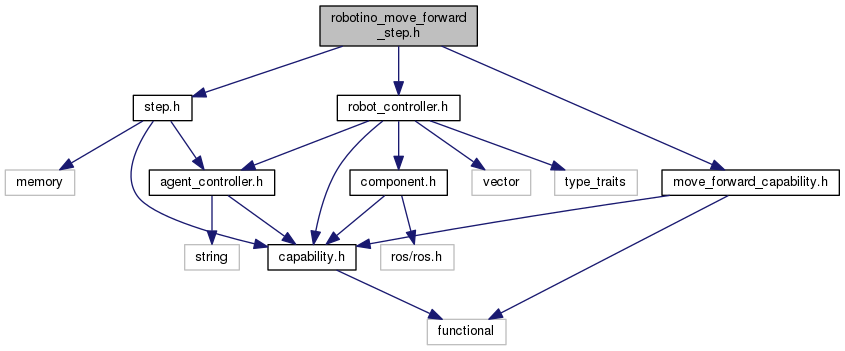 robotino_move_forward
_step.h
step.h
robot_controller.h
memory
agent_controller.h
component.h
vector
type_traits
move_forward_capability.h
string
capability.h
ros/ros.h
functional